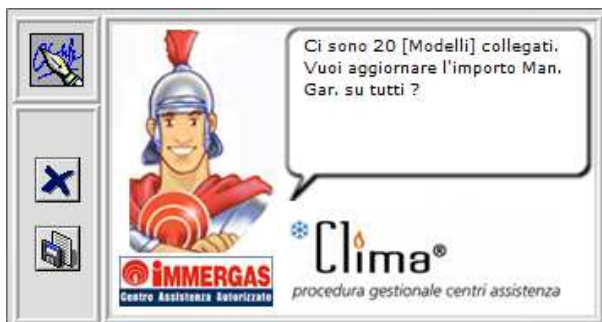 Ci sono 20 [Modelli] collegati.
Vuoi aggiornare l'importo Man.
Gar. su tutti ?
iMMERGAS
Centro Assistenza Autorizzato
Clima®
procedura gestionale centri assistenza